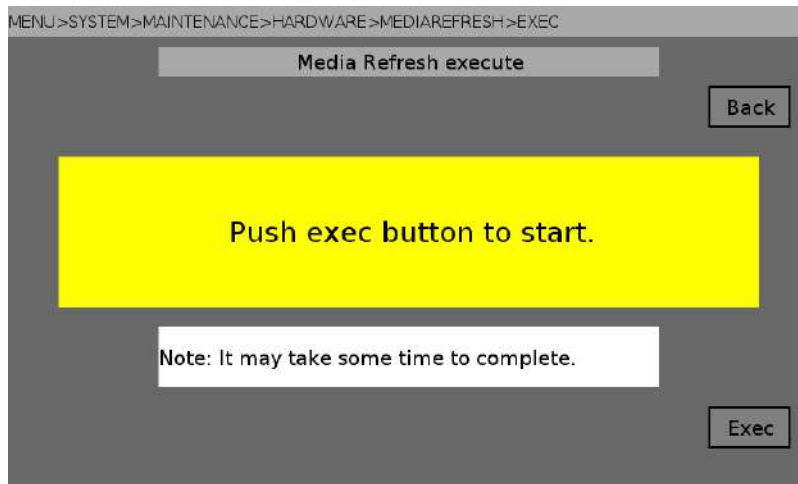 MENU>SYSTEM>MAINTENANCE>HARDWARE>MEDIAREFRESH>EXEC
Media Refresh execute
Back
Push exec button to start.
Note: It may take some time to complete.
Exec